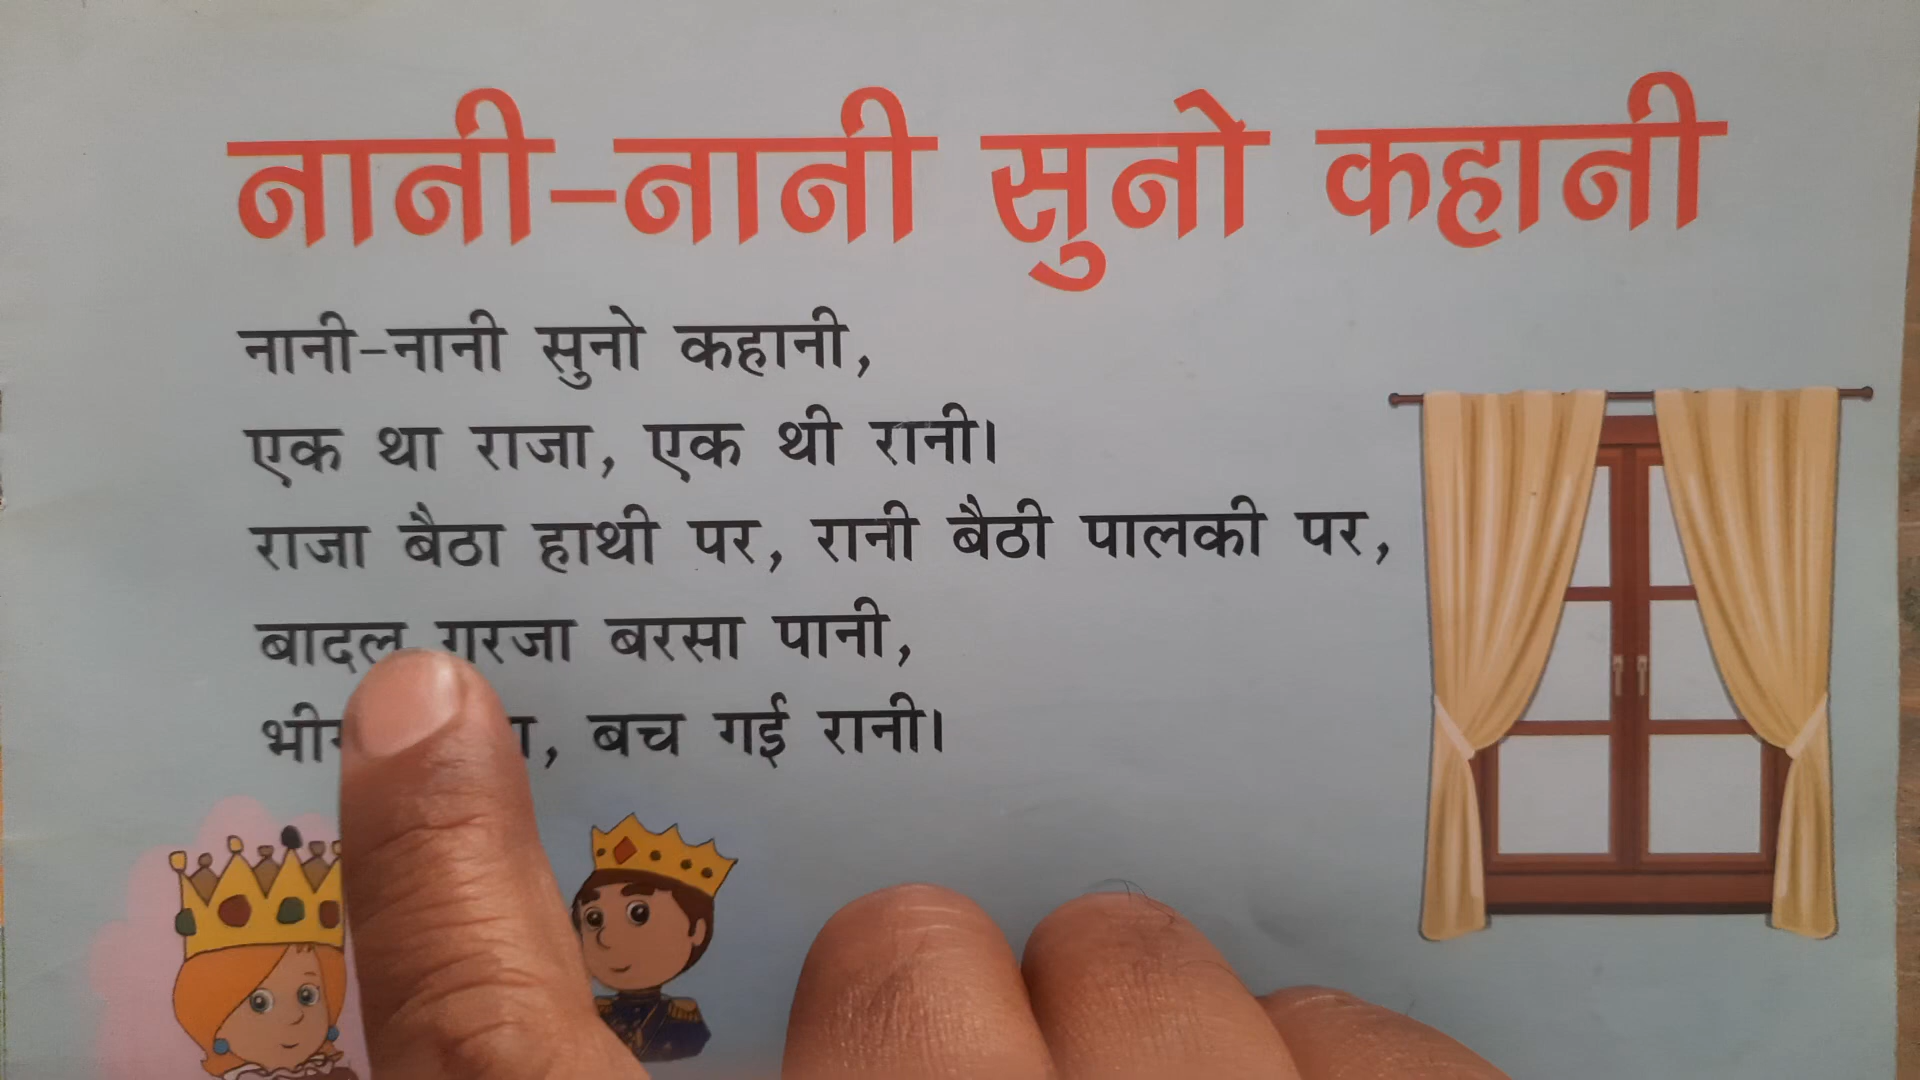 नानी-नानी सुनो कहानी
नानी-नानी सुनो कहानी,
एक था राजा, एक थी रानी।
राजा बैठा हाथी पर, रानी बैठी पालकी पर,
बादल गरजा बरसा पानी,
बच गई रानी।